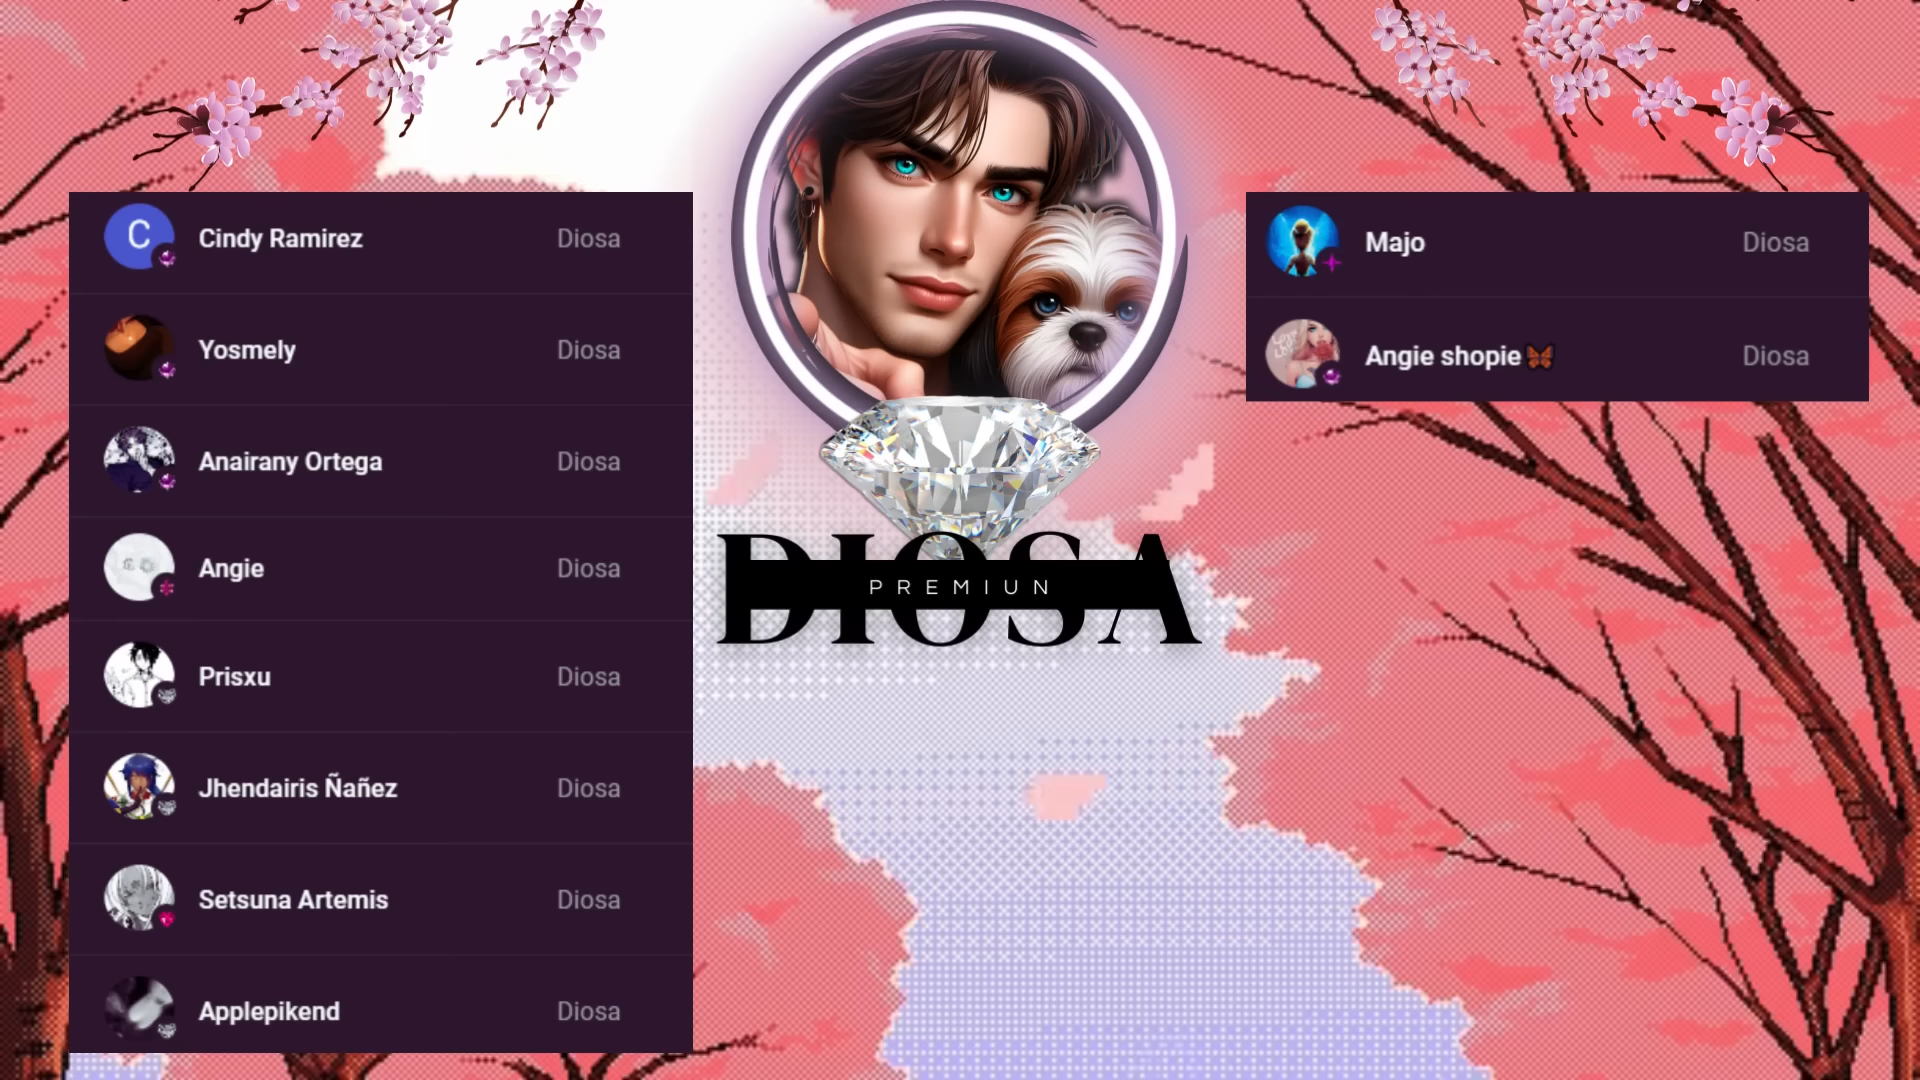 C
Cindy Ramirez Diosa
Yosmely Diosa
Anairany Ortega Diosa
Angie Diosa
Prisxu Diosa
Jhendairis Ñañez Diosa
Setsuna Artemis Diosa
Applepikend Diosa
DIOSA
PREMIUN
Majo Diosa
Angie shopie🦋 Diosa